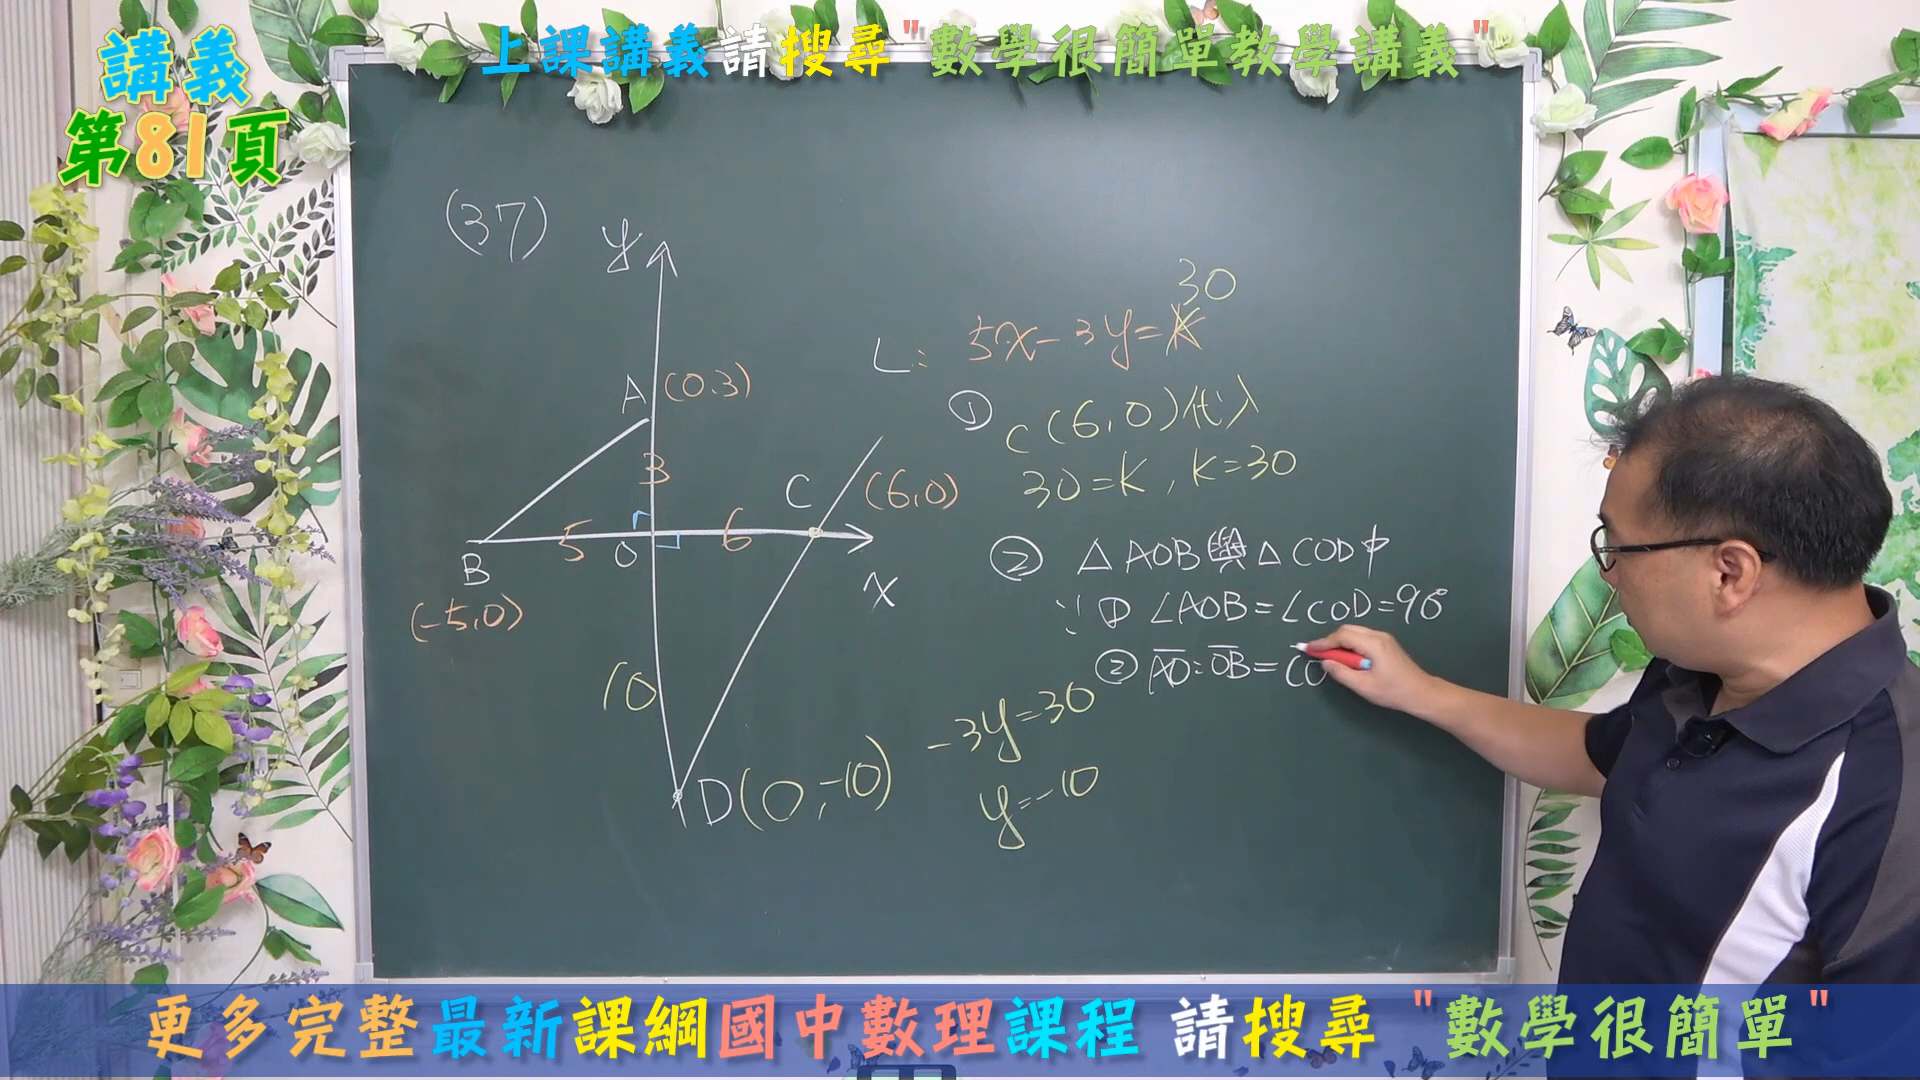 上課講義請搜尋"數學很簡單教學講義"
講義
第81頁
(37)
y
A (0,3)
3
B
5
O
6
C
(6,0)
x
(-5,0)
10
D(0,-10)
30
L: 5x-3y=K
① C(6,0)代入
30=K, K=30
② △AOB與△COD中
∵① ∠AOB=∠COD=90°
② AO:OB=CO
-3y=30
y=-10
更多完整最新課綱國中數理課程 請搜尋 "數學很簡單"